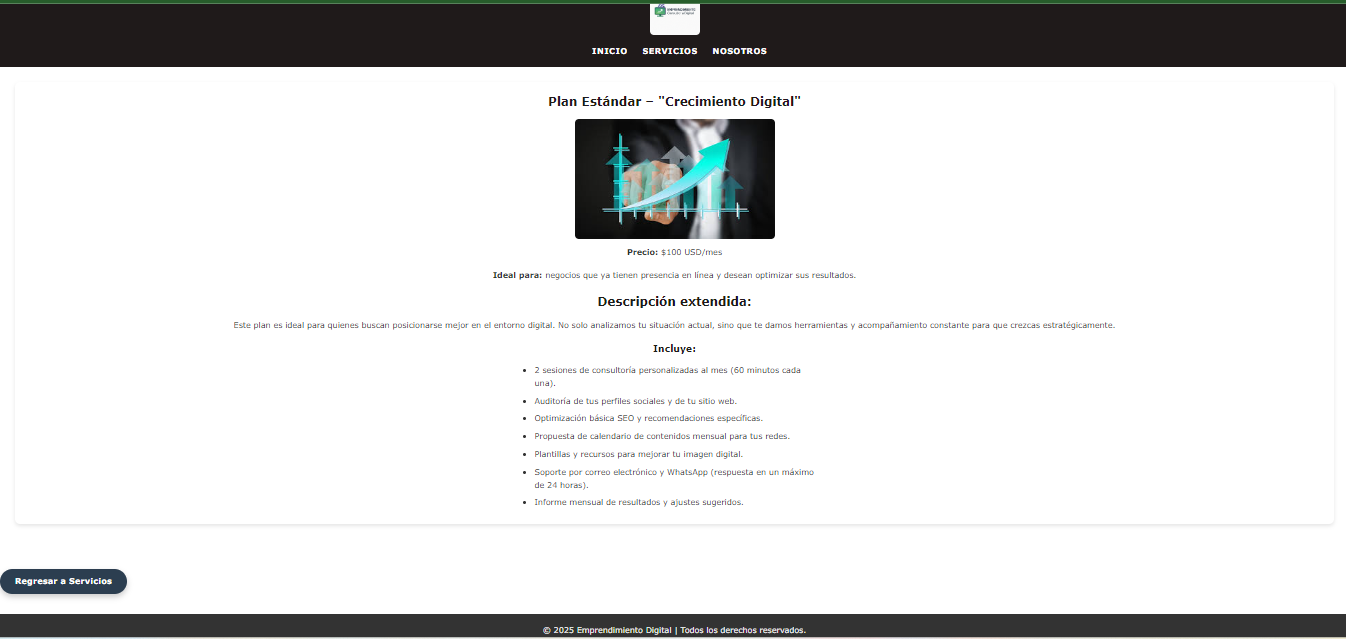 INICIO SERVICIOS NOSOTROS
Plan Estándar – "Crecimiento Digital"
Precio: $100 USD/mes
Ideal para: negocios que ya tienen presencia en línea y desean optimizar sus resultados.
Descripción extendida:
Este plan es ideal para quienes buscan posicionarse mejor en el entorno digital. No solo analizamos tu situación actual, sino que te damos herramientas y acompañamiento constante para que crezcas estratégicamente.
Incluye:
2 sesiones de consultoría personalizadas al mes (60 minutos cada
una).
Auditoría de tus perfiles sociales y de tu sitio web.
Optimización básica SEO y recomendaciones específicas.
Propuesta de calendario de contenidos mensual para tus redes.
Plantillas y recursos para mejorar tu imagen digital.
Soporte por correo electrónico y WhatsApp (respuesta en un máximo
de 24 horas).
Informe mensual de resultados y ajustes sugeridos.
Regresar a Servicios
© 2025 Emprendimiento Digital | Todos los derechos reservados.